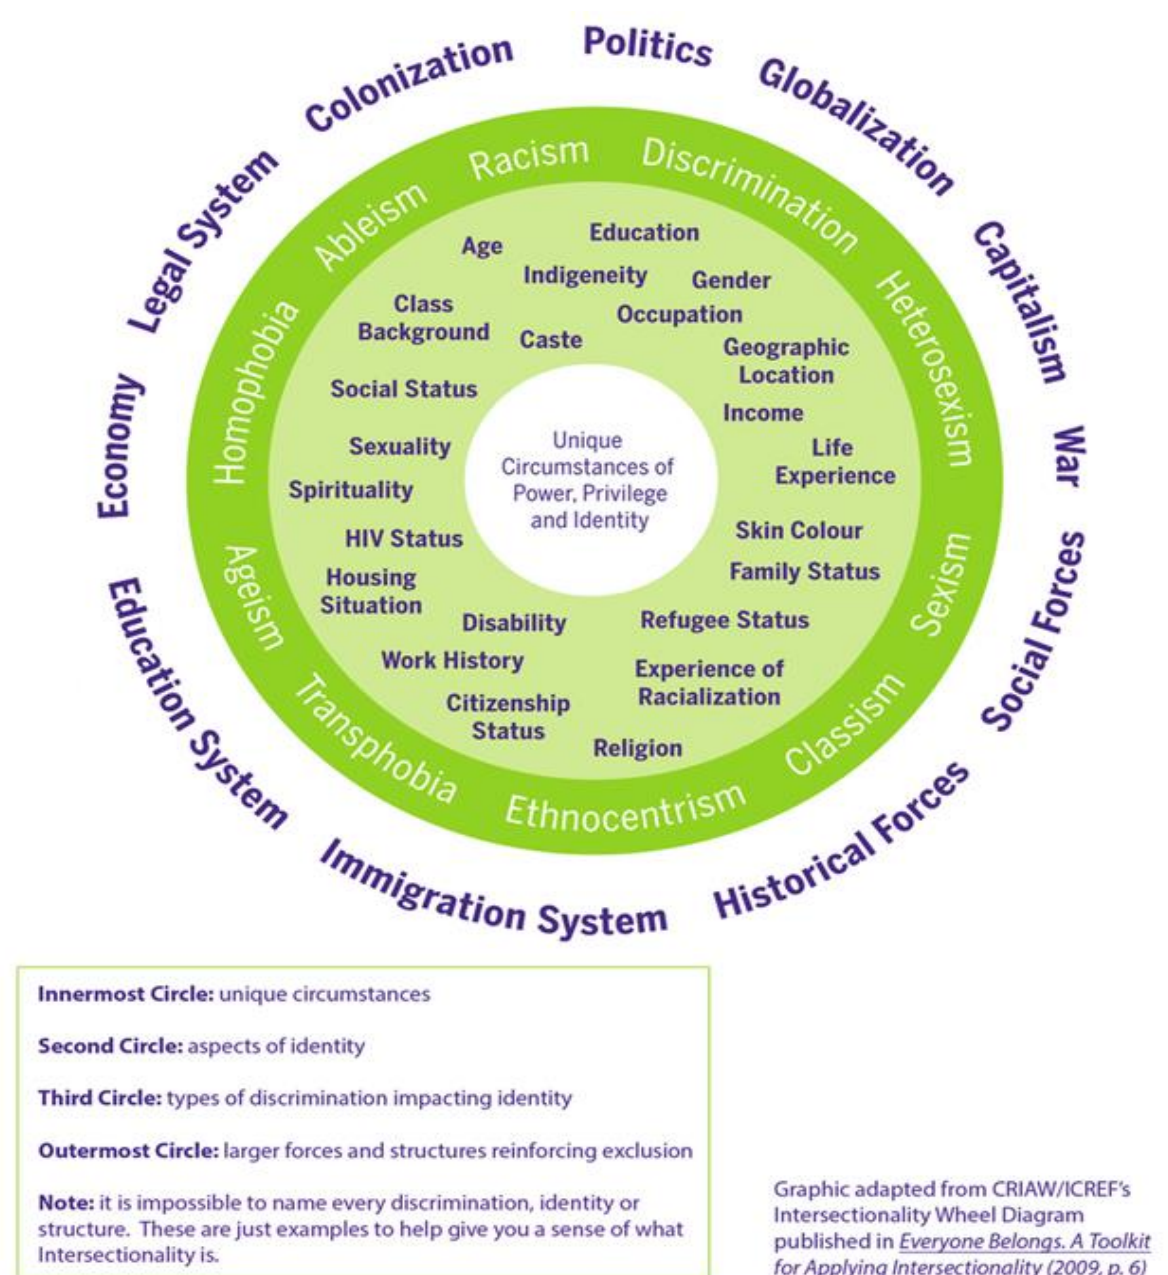 Politics
Globalization
Capitalism
War
Social Forces
Historical Forces
Immigration System
Education System
Economy
Legal System
Colonization
Racism
Discrimination
Heterosexism
Sexism
Classism
Ethnocentrism
Transphobia
Ageism
Homophobia
Ableism
Age
Education
Indigeneity
Gender
Class
Background
Occupation
Caste
Geographic
Location
Social Status
Income
Sexuality
Life
Experience
Spirituality
HIV Status
Skin Colour
Housing
Situation
Family Status
Disability
Refugee Status
Work History
Experience of
Racialization
Citizenship
Status
Religion
Unique
Circumstances of
Power, Privilege
and Identity
Innermost Circle: unique circumstances
Second Circle: aspects of identity
Third Circle: types of discrimination impacting identity
Outermost Circle: larger forces and structures reinforcing exclusion
Note: it is impossible to name every discrimination, identity or
structure. These are just examples to help give you a sense of what
Intersectionality is.
Graphic adapted from CRIAW/ICREF's
Intersectionality Wheel Diagram
published in Everyone Belongs. A Toolkit
for Applying Intersectionality (2009, p. 6)